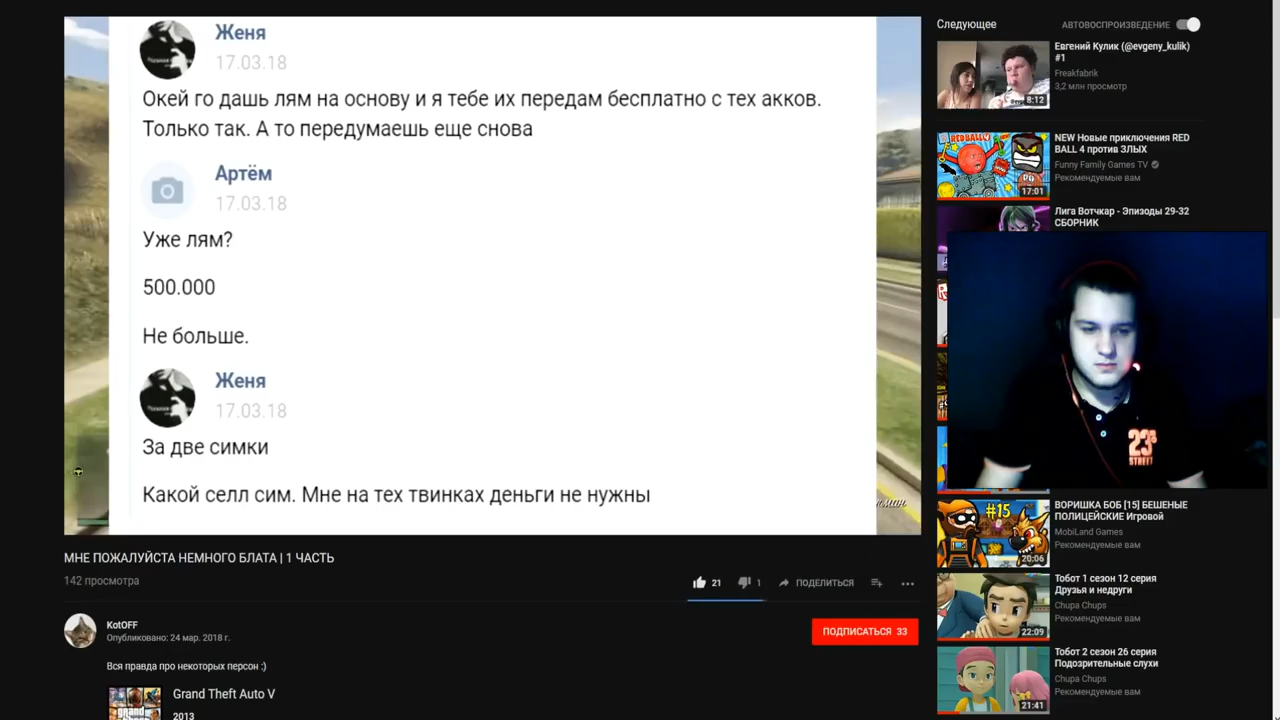 Женя
17.03.18
Окей го дашь лям на основу и я тебе их передам бесплатно с тех акков.
Только так. А то передумаешь еще снова
Артём
17.03.18
Уже лям?
500.000
Не больше.
Женя
17.03.18
За две симки
Какой селл сим. Мне на тех твинках деньги не нужны
МНЕ ПОЖАЛУЙСТА НЕМНОГО БЛАТА | 1 ЧАСТЬ
142 просмотра
21
1
ПОДЕЛИТЬСЯ
KotOFF
Опубликовано: 24 мар. 2018 г.
ПОДПИСАТЬСЯ 33
Вся правда про некоторых персон :)
Grand Theft Auto V
2013
Следующее
АВТОВОСПРОИЗВЕДЕНИЕ
Евгений Кулик (@evgeny_kulik)
#1
Freakfabrik
3,2 млн просмотр
8:12
NEW Новые приключения RED
BALL 4 против ЗЛЫХ
Funny Family Games TV
Рекомендуемые вам
REDBALL
17:01
Лига Вотчкар - Эпизоды 29-32
СБОРНИК
23RD
STREET
ВОРИШКА БОБ [15] БЕШЕНЫЕ
ПОЛИЦЕЙСКИЕ Игровой
MobiLand Games
Рекомендуемые вам
#15
20:06
Тобот 1 сезон 12 серия
Друзья и недруги
Chupa Chups
Рекомендуемые вам
22:09
Тобот 2 сезон 26 серия
Подозрительные слухи
Chupa Chups
Рекомендуемые вам
21:41